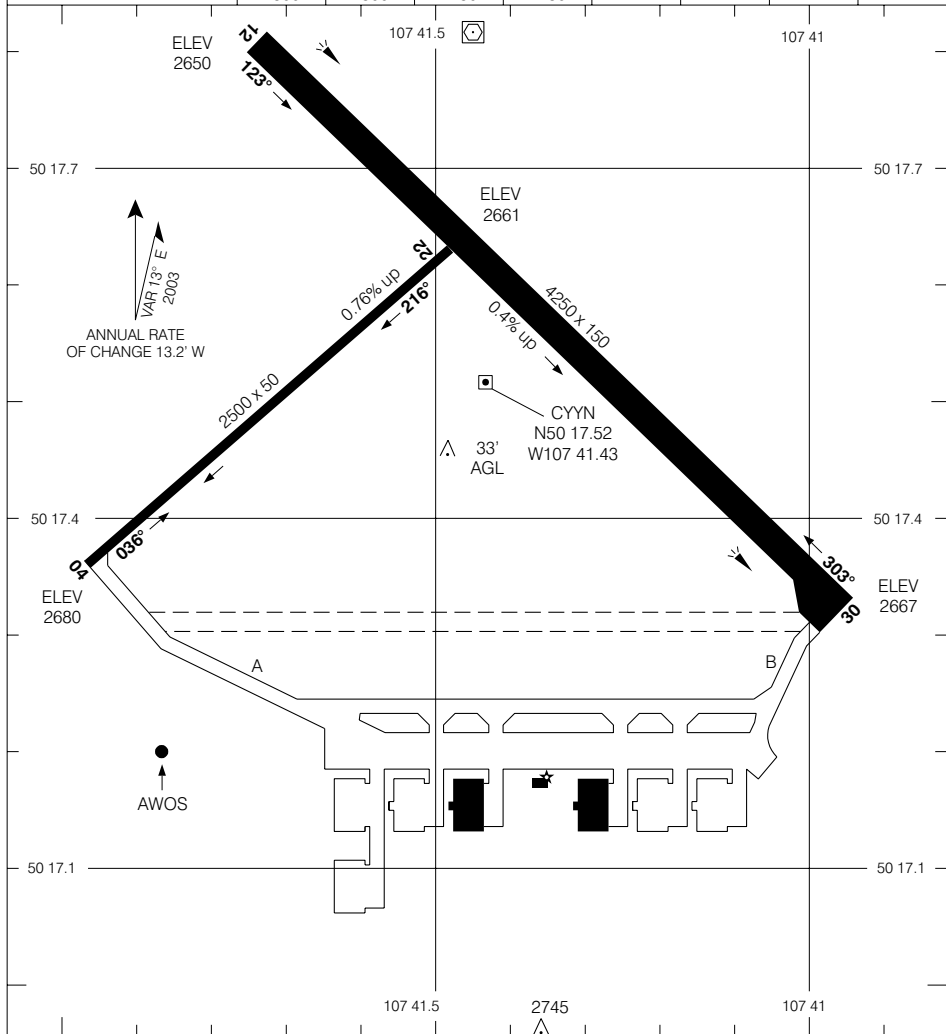 107 41.5
107 41
12
ELEV
2650
123°
50 17.7
50 17.7
ELEV
2661
22
VAR 13° E
2003
ANNUAL RATE
OF CHANGE 13.2' W
0.76% up
216°
4250 x 150
0.4% up
2500 x 50
CYYN
N50 17.52
W107 41.43
33'
AGL
50 17.4
50 17.4
036°
04
303°
30
ELEV
2680
ELEV
2667
A
B
AWOS
50 17.1
50 17.1
107 41.5
2745
107 41